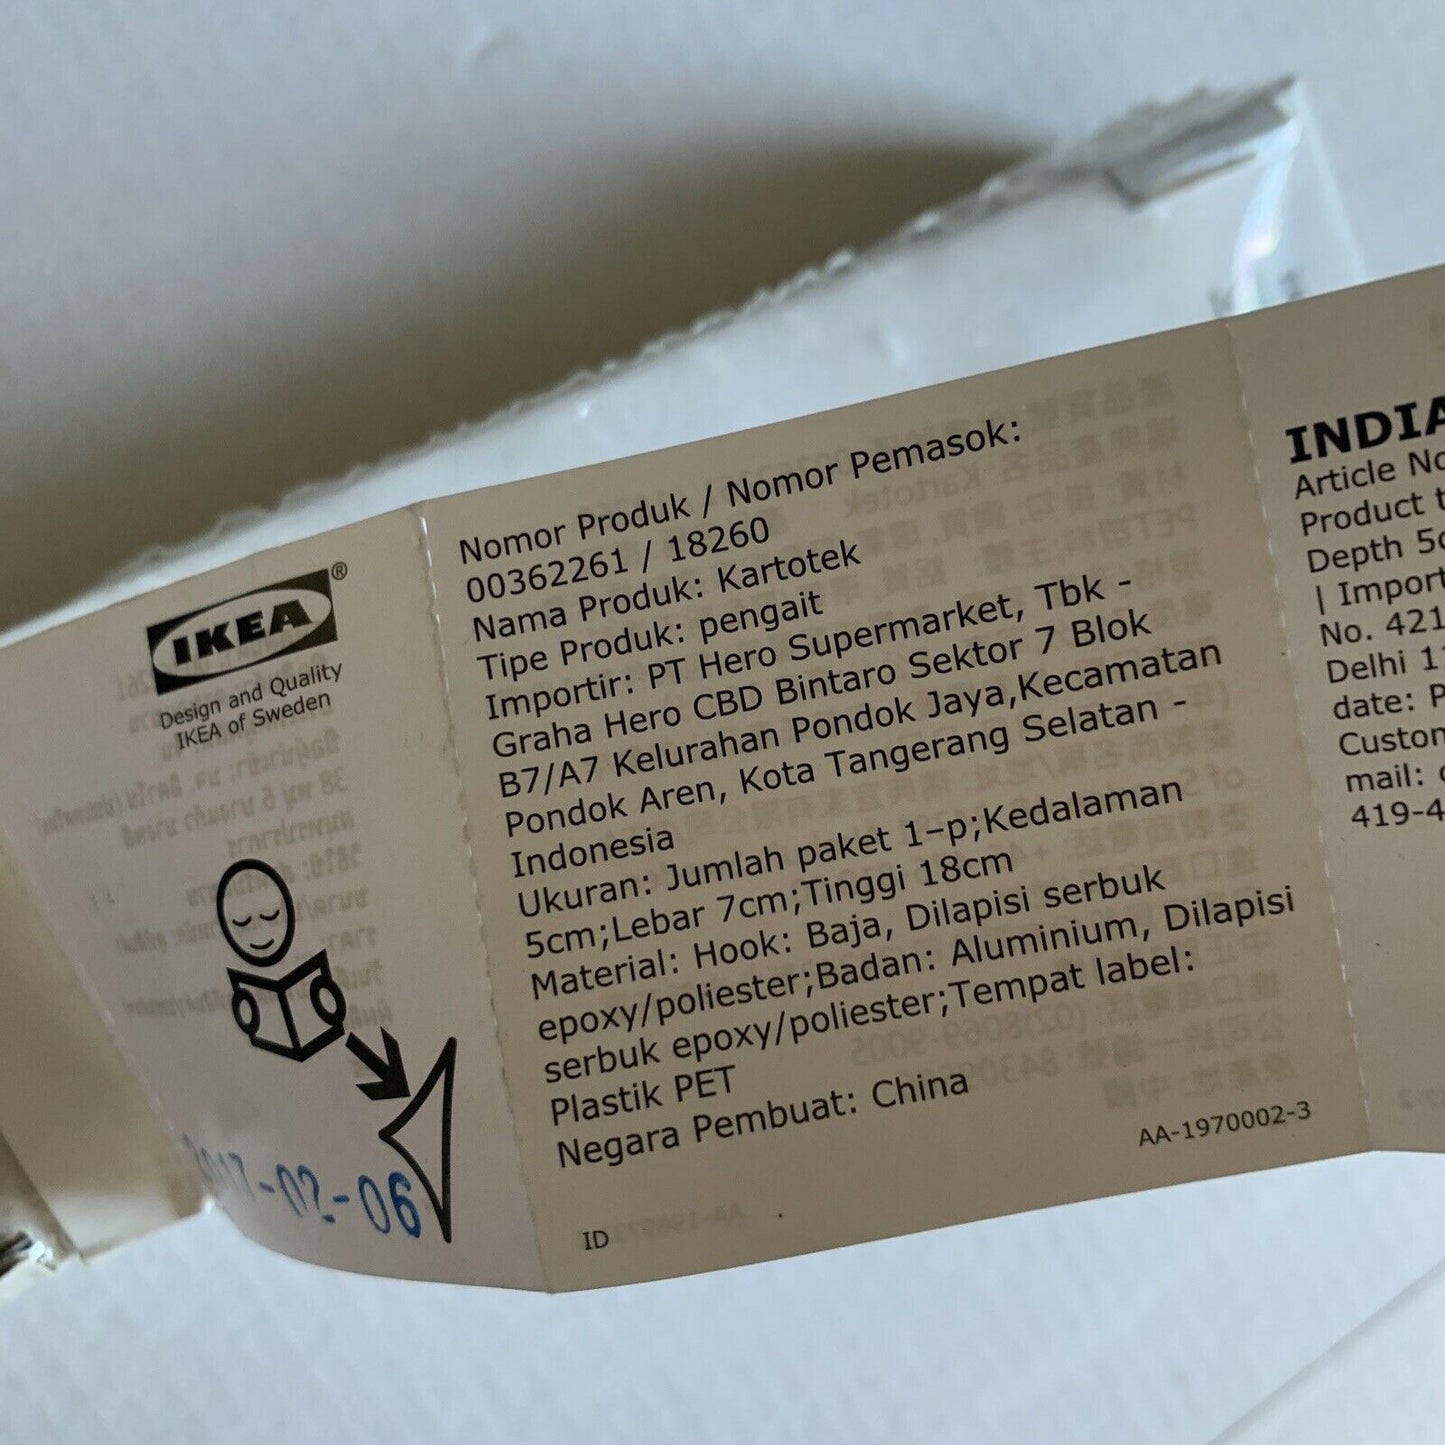 IKEA®
Design and Quality
IKEA of Sweden
-02-06
Nomor Produk / Nomor Pemasok:
00362261 / 18260
Nama Produk: Kartotek
Tipe Produk: pengait
Importir: PT Hero Supermarket, Tbk -
Graha Hero CBD Bintaro Sektor 7 Blok
B7/A7 Kelurahan Pondok Jaya,Kecamatan
Pondok Aren, Kota Tangerang Selatan -
Indonesia
Ukuran: Jumlah paket 1–p;Kedalaman
5cm;Lebar 7cm;Tinggi 18cm
Material: Hook: Baja, Dilapisi serbuk
epoxy/poliester;Badan: Aluminium, Dilapisi
serbuk epoxy/poliester;Tempat label:
Plastik PET
Negara Pembuat: China
AA-1970002-3
ID
INDIA
Article
Product
Depth
| Import
No. 421
Delhi
date:
mail:
419-4